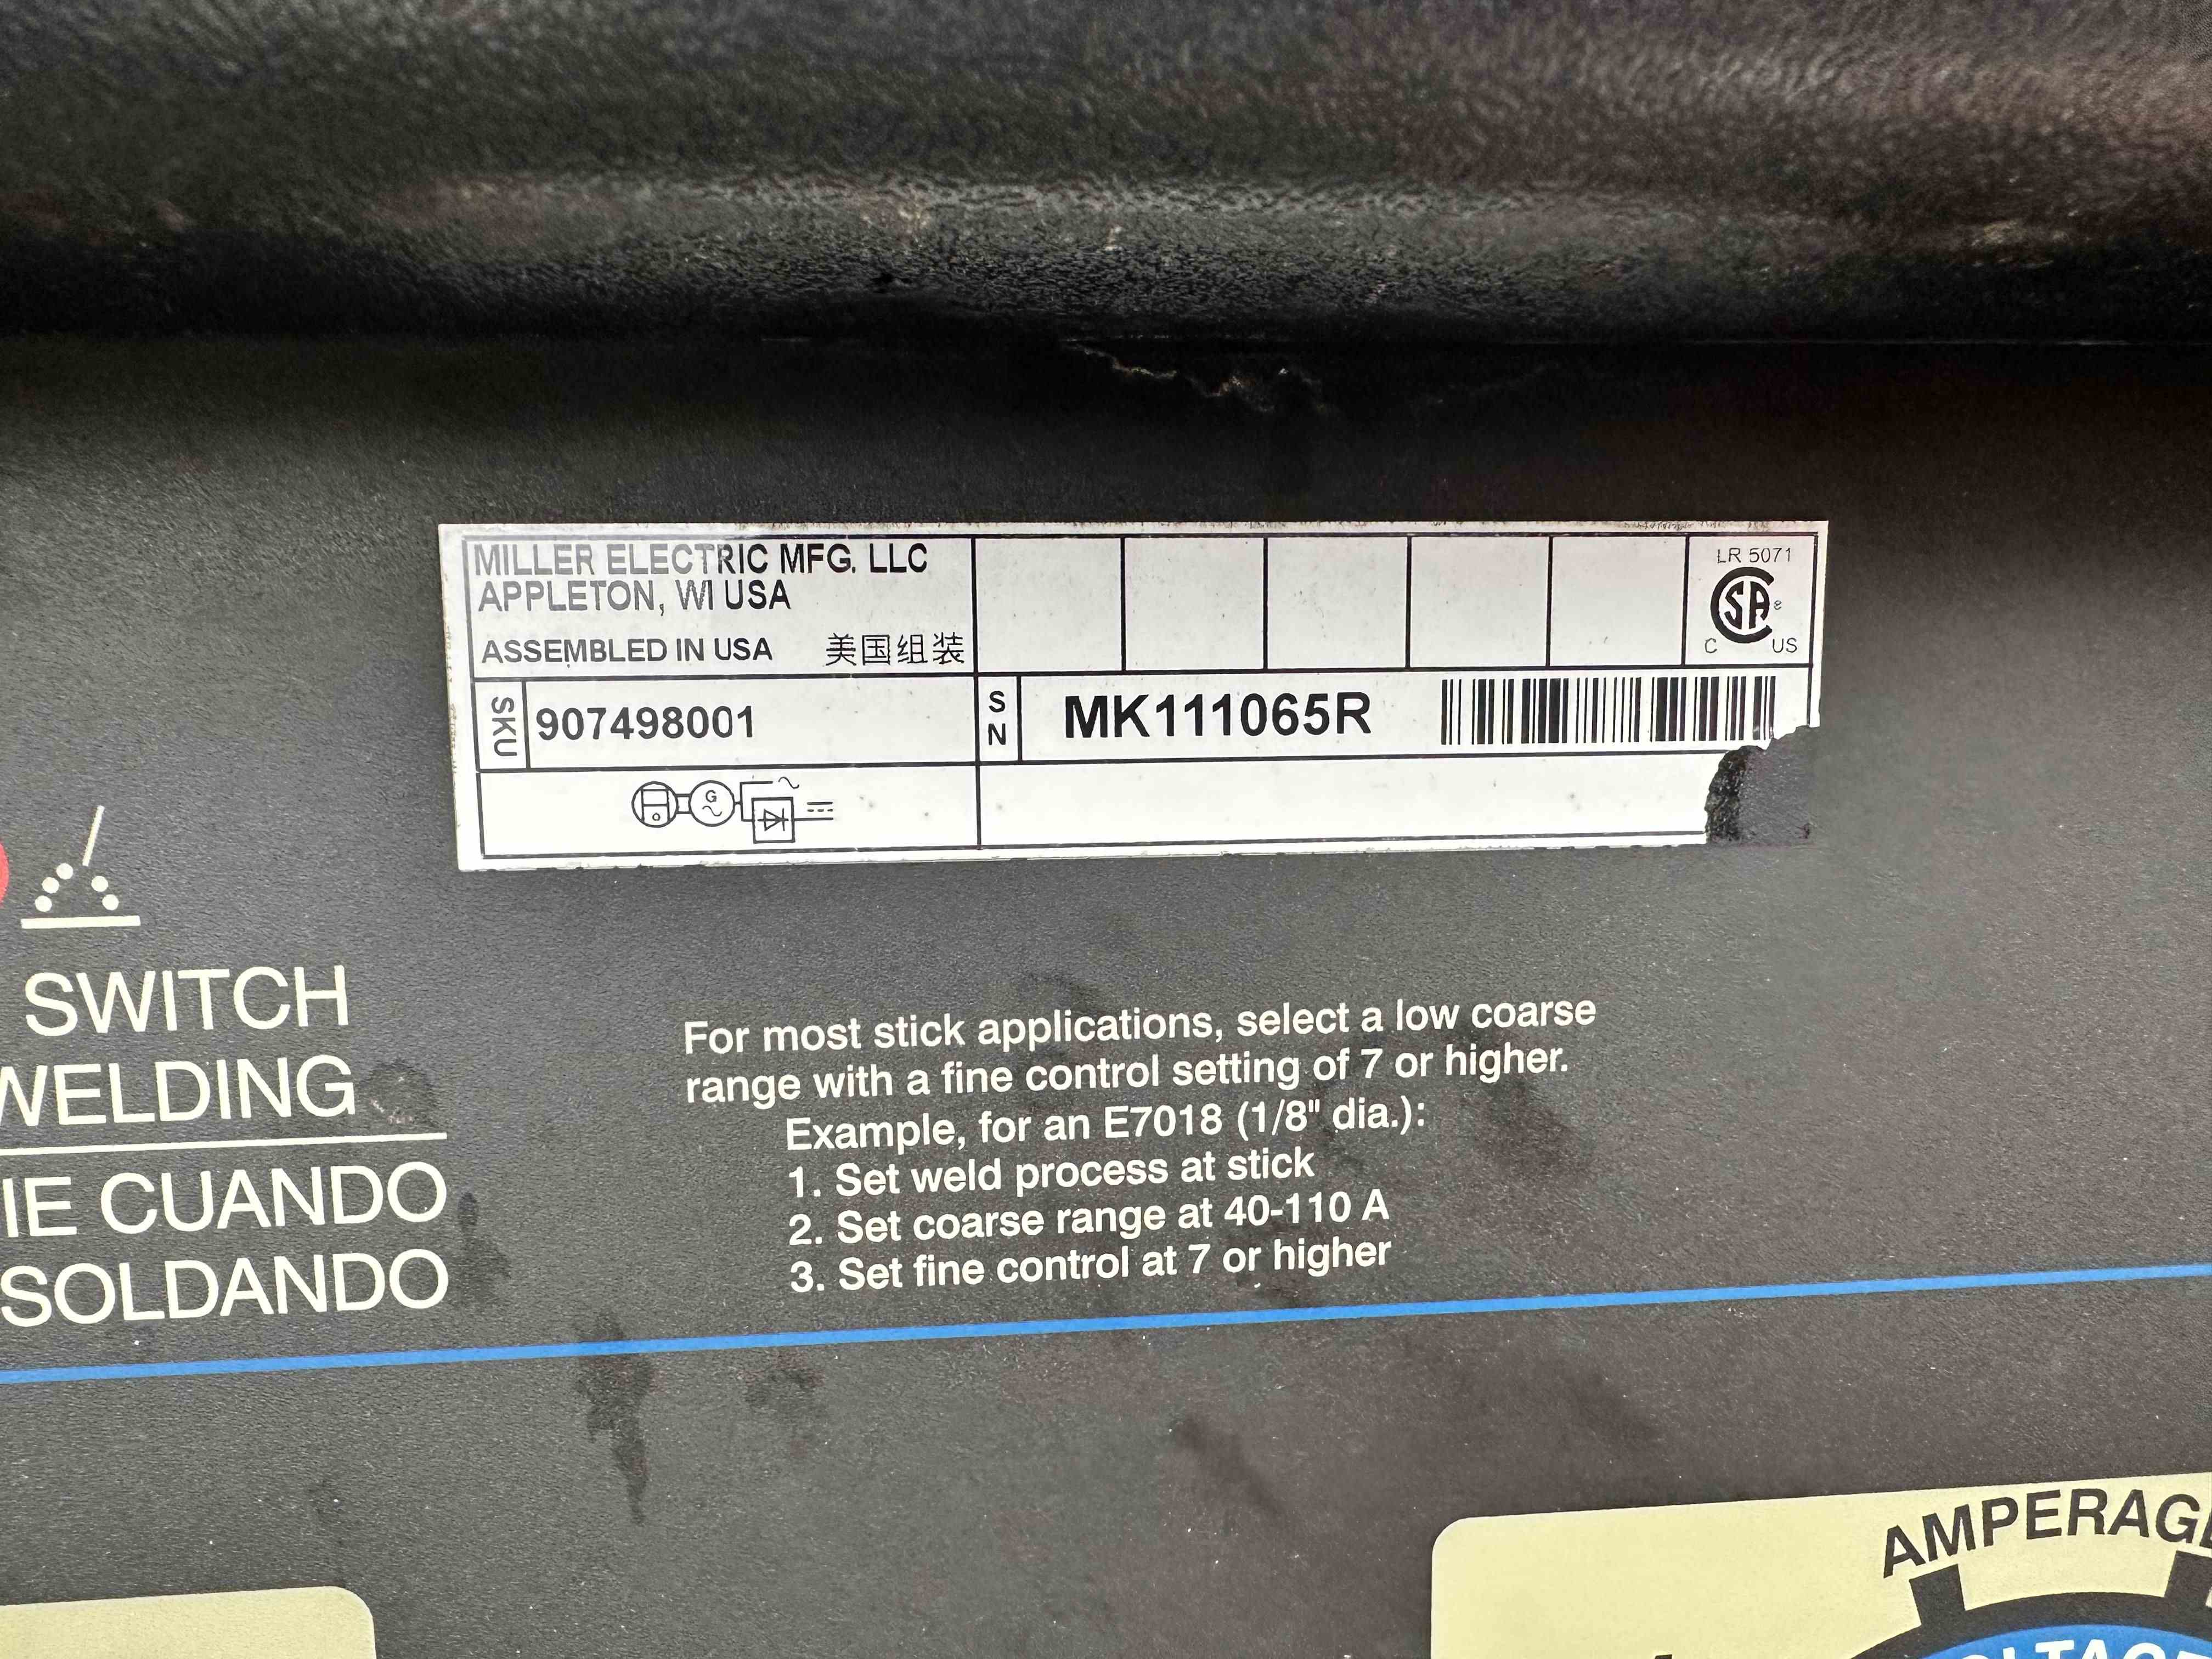 MILLER ELECTRIC MFG. LLC
APPLETON, WI USA
ASSEMBLED IN USA 美国组装
LR 5071
CSA®
C US
SKU 907498001
SN MK111065R
G
SWITCH
WELDING
IE CUANDO
SOLDANDO
For most stick applications, select a low coarse
range with a fine control setting of 7 or higher.
Example, for an E7018 (1/8" dia.):
1. Set weld process at stick
2. Set coarse range at 40-110 A
3. Set fine control at 7 or higher
AMPERAGE